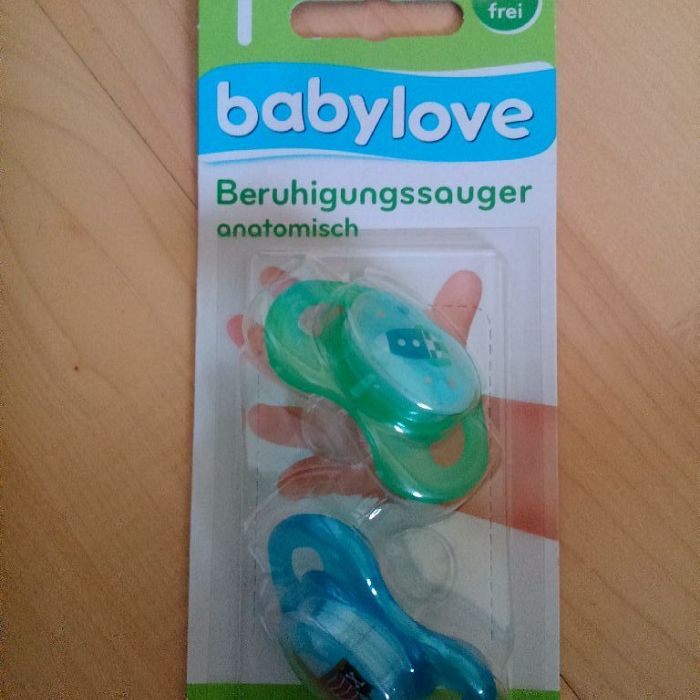 frei
babylove
Beruhigungssauger
anatomisch